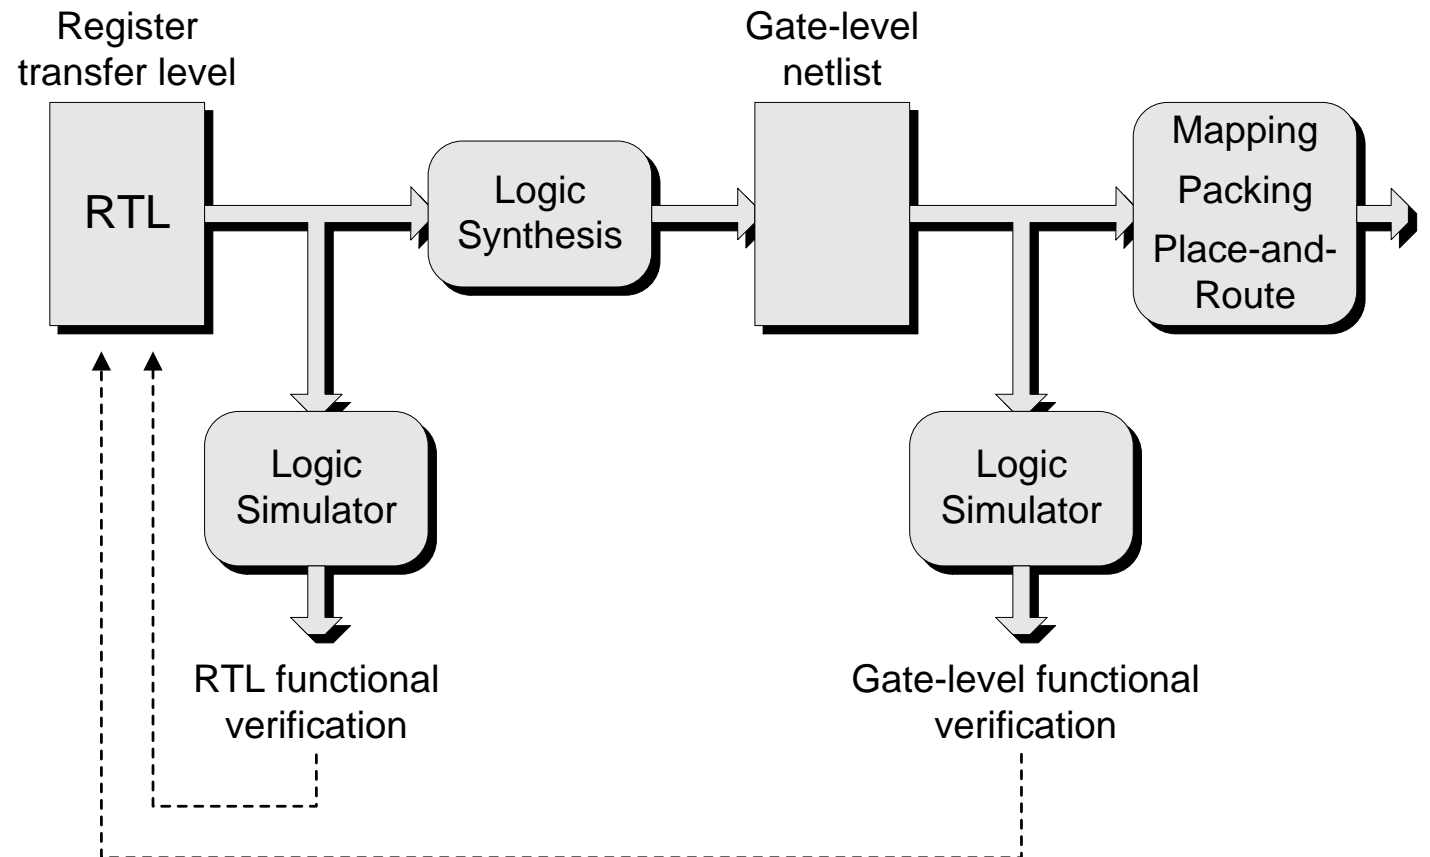 Register
transfer level
Gate-level
netlist
RTL
Logic
Synthesis
Mapping
Packing
Place-and-
Route
Logic
Simulator
Logic
Simulator
RTL functional
verification
Gate-level functional
verification